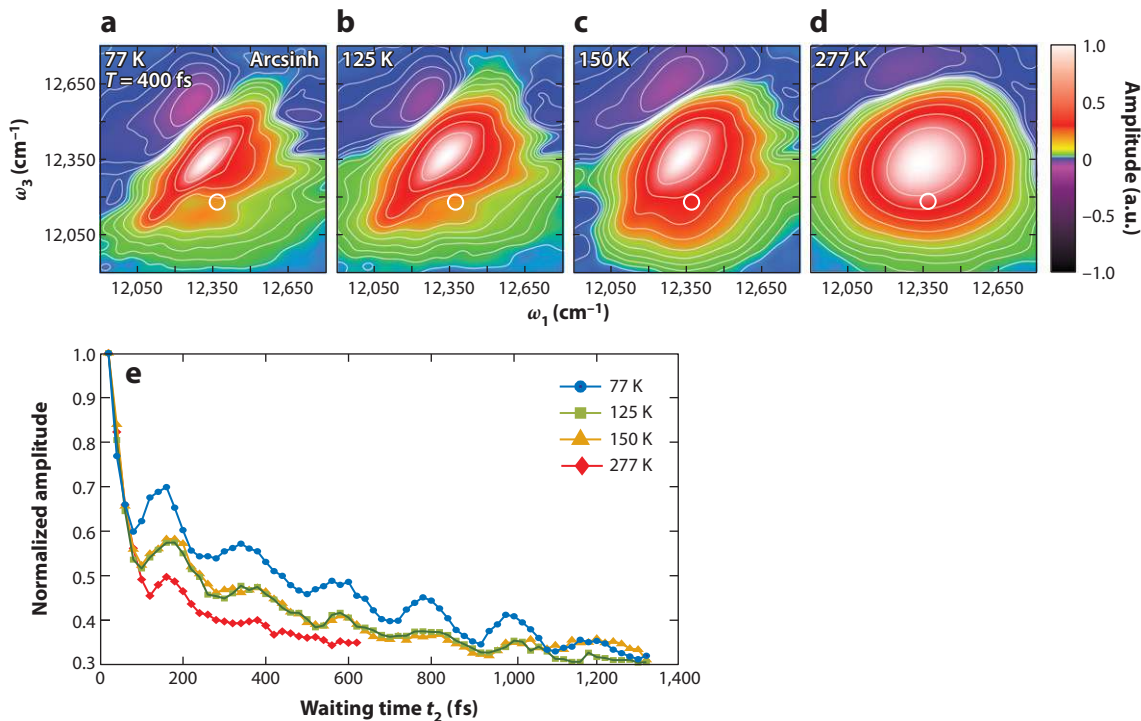 a b c d
77 K Arcsinh 125 K 150 K 277 K 1.0
T = 400 fs
12,650 0.5
12,350 0
12,050 −0.5
−1.0
ω3 (cm−1) Amplitude (a.u.)
12,050 12,350 12,650 12,050 12,350 12,650 12,050 12,350 12,650 12,050 12,350 12,650
ω1 (cm−1)
e
1.0
0.9
0.8
0.7
0.6
0.5
0.4
0.3
Normalized amplitude
77 K
125 K
150 K
277 K
0 200 400 600 800 1,000 1,200 1,400
Waiting time t2 (fs)